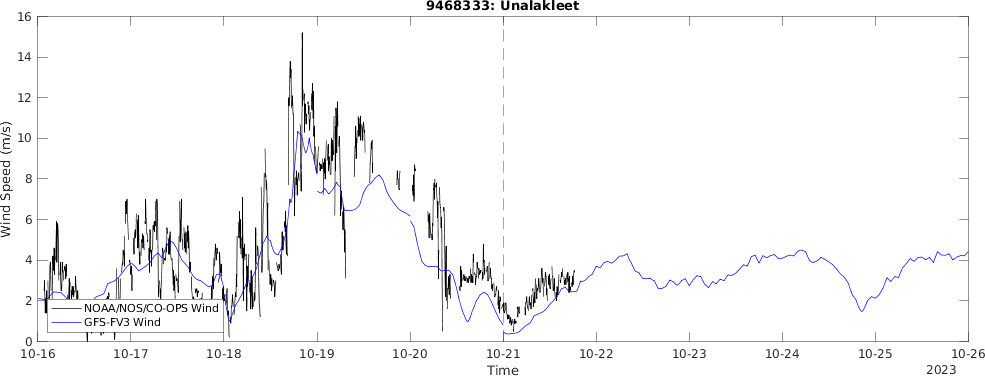 9468333: Unalakleet
16
14
12
10
8
6
4
2
0
Wind Speed (m/s)
NOAA/NOS/CO-OPS Wind
GFS-FV3 Wind
10-16 10-17 10-18 10-19 10-20 10-21 10-22 10-23 10-24 10-25 10-26
Time
2023